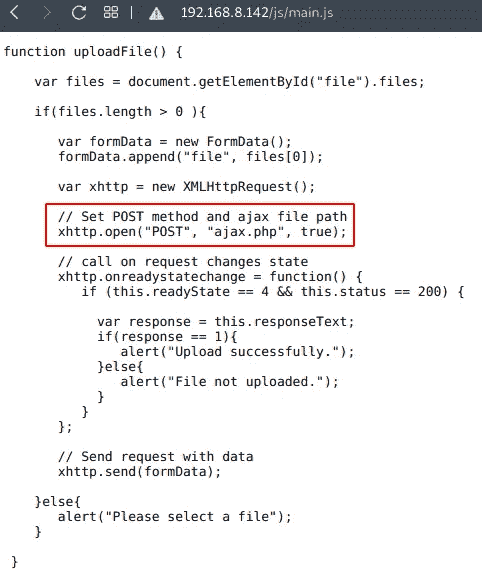 192.168.8.142/js/main.js
function uploadFile() {
var files = document.getElementById("file").files;
if(files.length > 0 ){
var formData = new FormData();
formData.append("file", files[0]);
var xhttp = new XMLHttpRequest();
// Set POST method and ajax file path
xhttp.open("POST", "ajax.php", true);
// call on request changes state
xhttp.onreadystatechange = function() {
if (this.readyState == 4 && this.status == 200) {
var response = this.responseText;
if(response == 1){
alert("Upload successfully.");
}else{
alert("File not uploaded.");
}
}
};
// Send request with data
xhttp.send(formData);
}else{
alert("Please select a file");
}
}